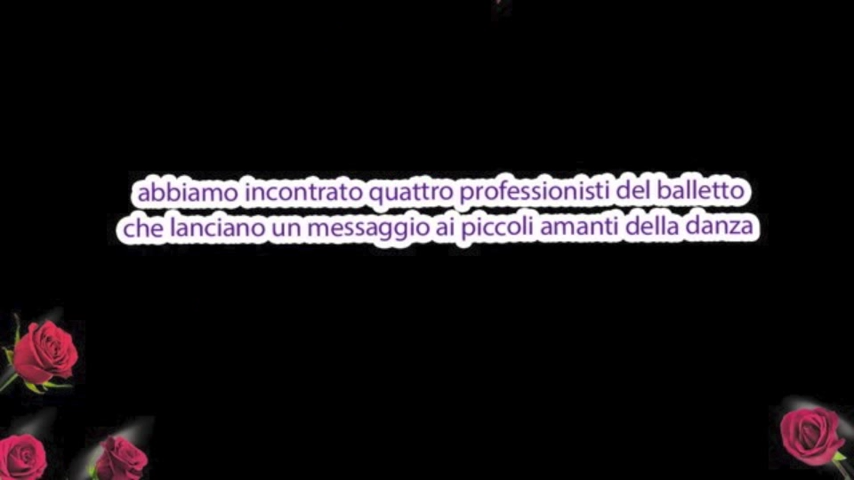 abbiamo incontrato quattro professionisti del balletto
che lanciano un messaggio ai piccoli amanti della danza